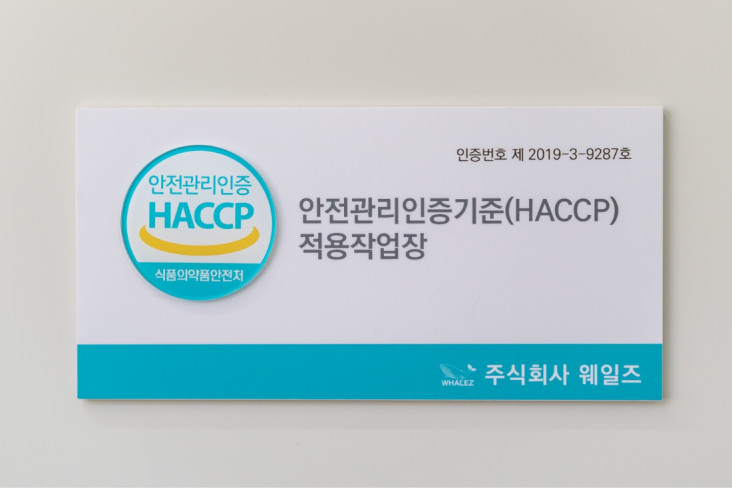 인증번호 제 2019-3-9287호
안전관리인증
HACCP
식품의약품안전처
안전관리인증기준(HACCP)
적용작업장
WHALEZ
주식회사 웨일즈